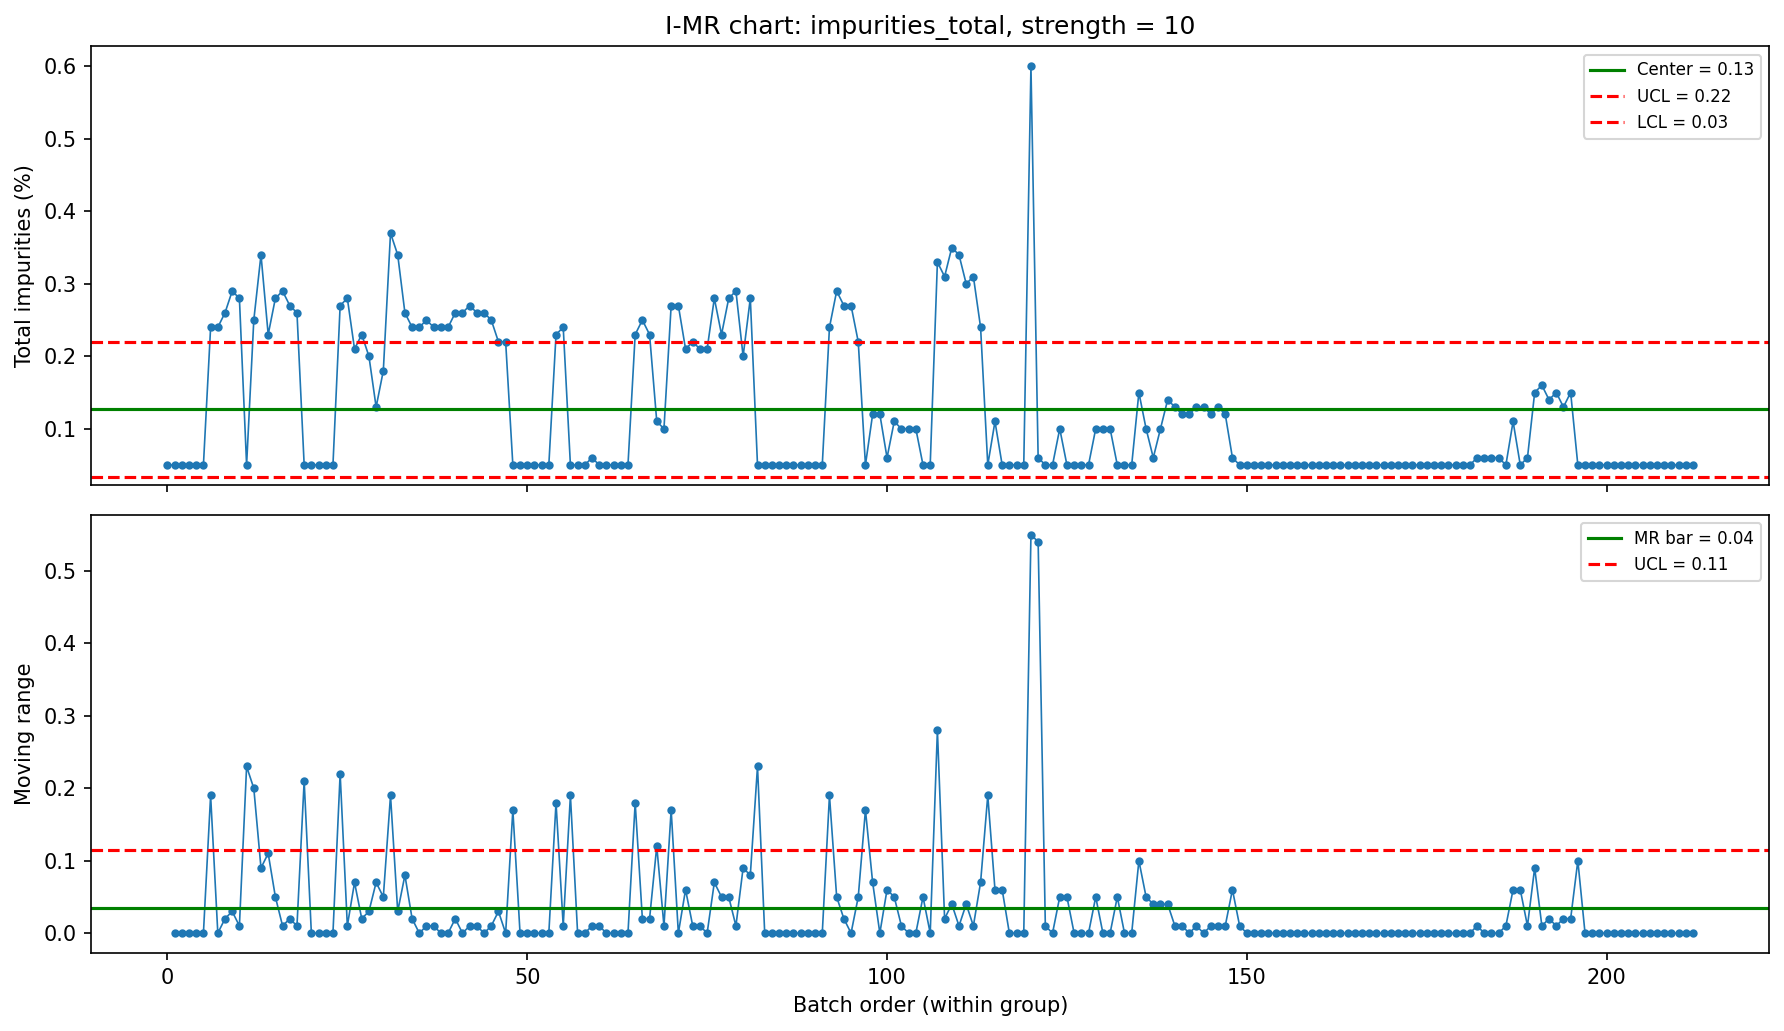 I-MR chart: impurities_total, strength = 10
Total impurities (%)
0.6
0.5
0.4
0.3
0.2
0.1
Center = 0.13
UCL = 0.22
LCL = 0.03
Moving range
0.5
0.4
0.3
0.2
0.1
0.0
MR bar = 0.04
UCL = 0.11
0 50 100 150 200
Batch order (within group)